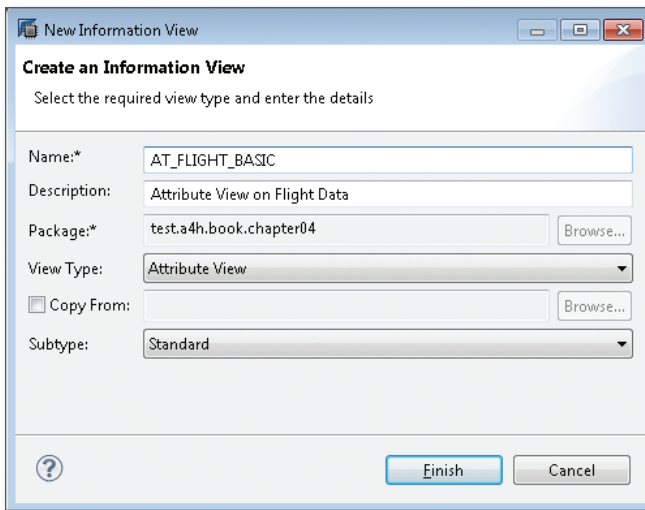 New Information View
Create an Information View
Select the required view type and enter the details
Name:* AT_FLIGHT_BASIC
Description: Attribute View on Flight Data
Package:* test.a4h.book.chapter04 Browse...
View Type: Attribute View
Copy From: Browse...
Subtype: Standard
? Finish Cancel